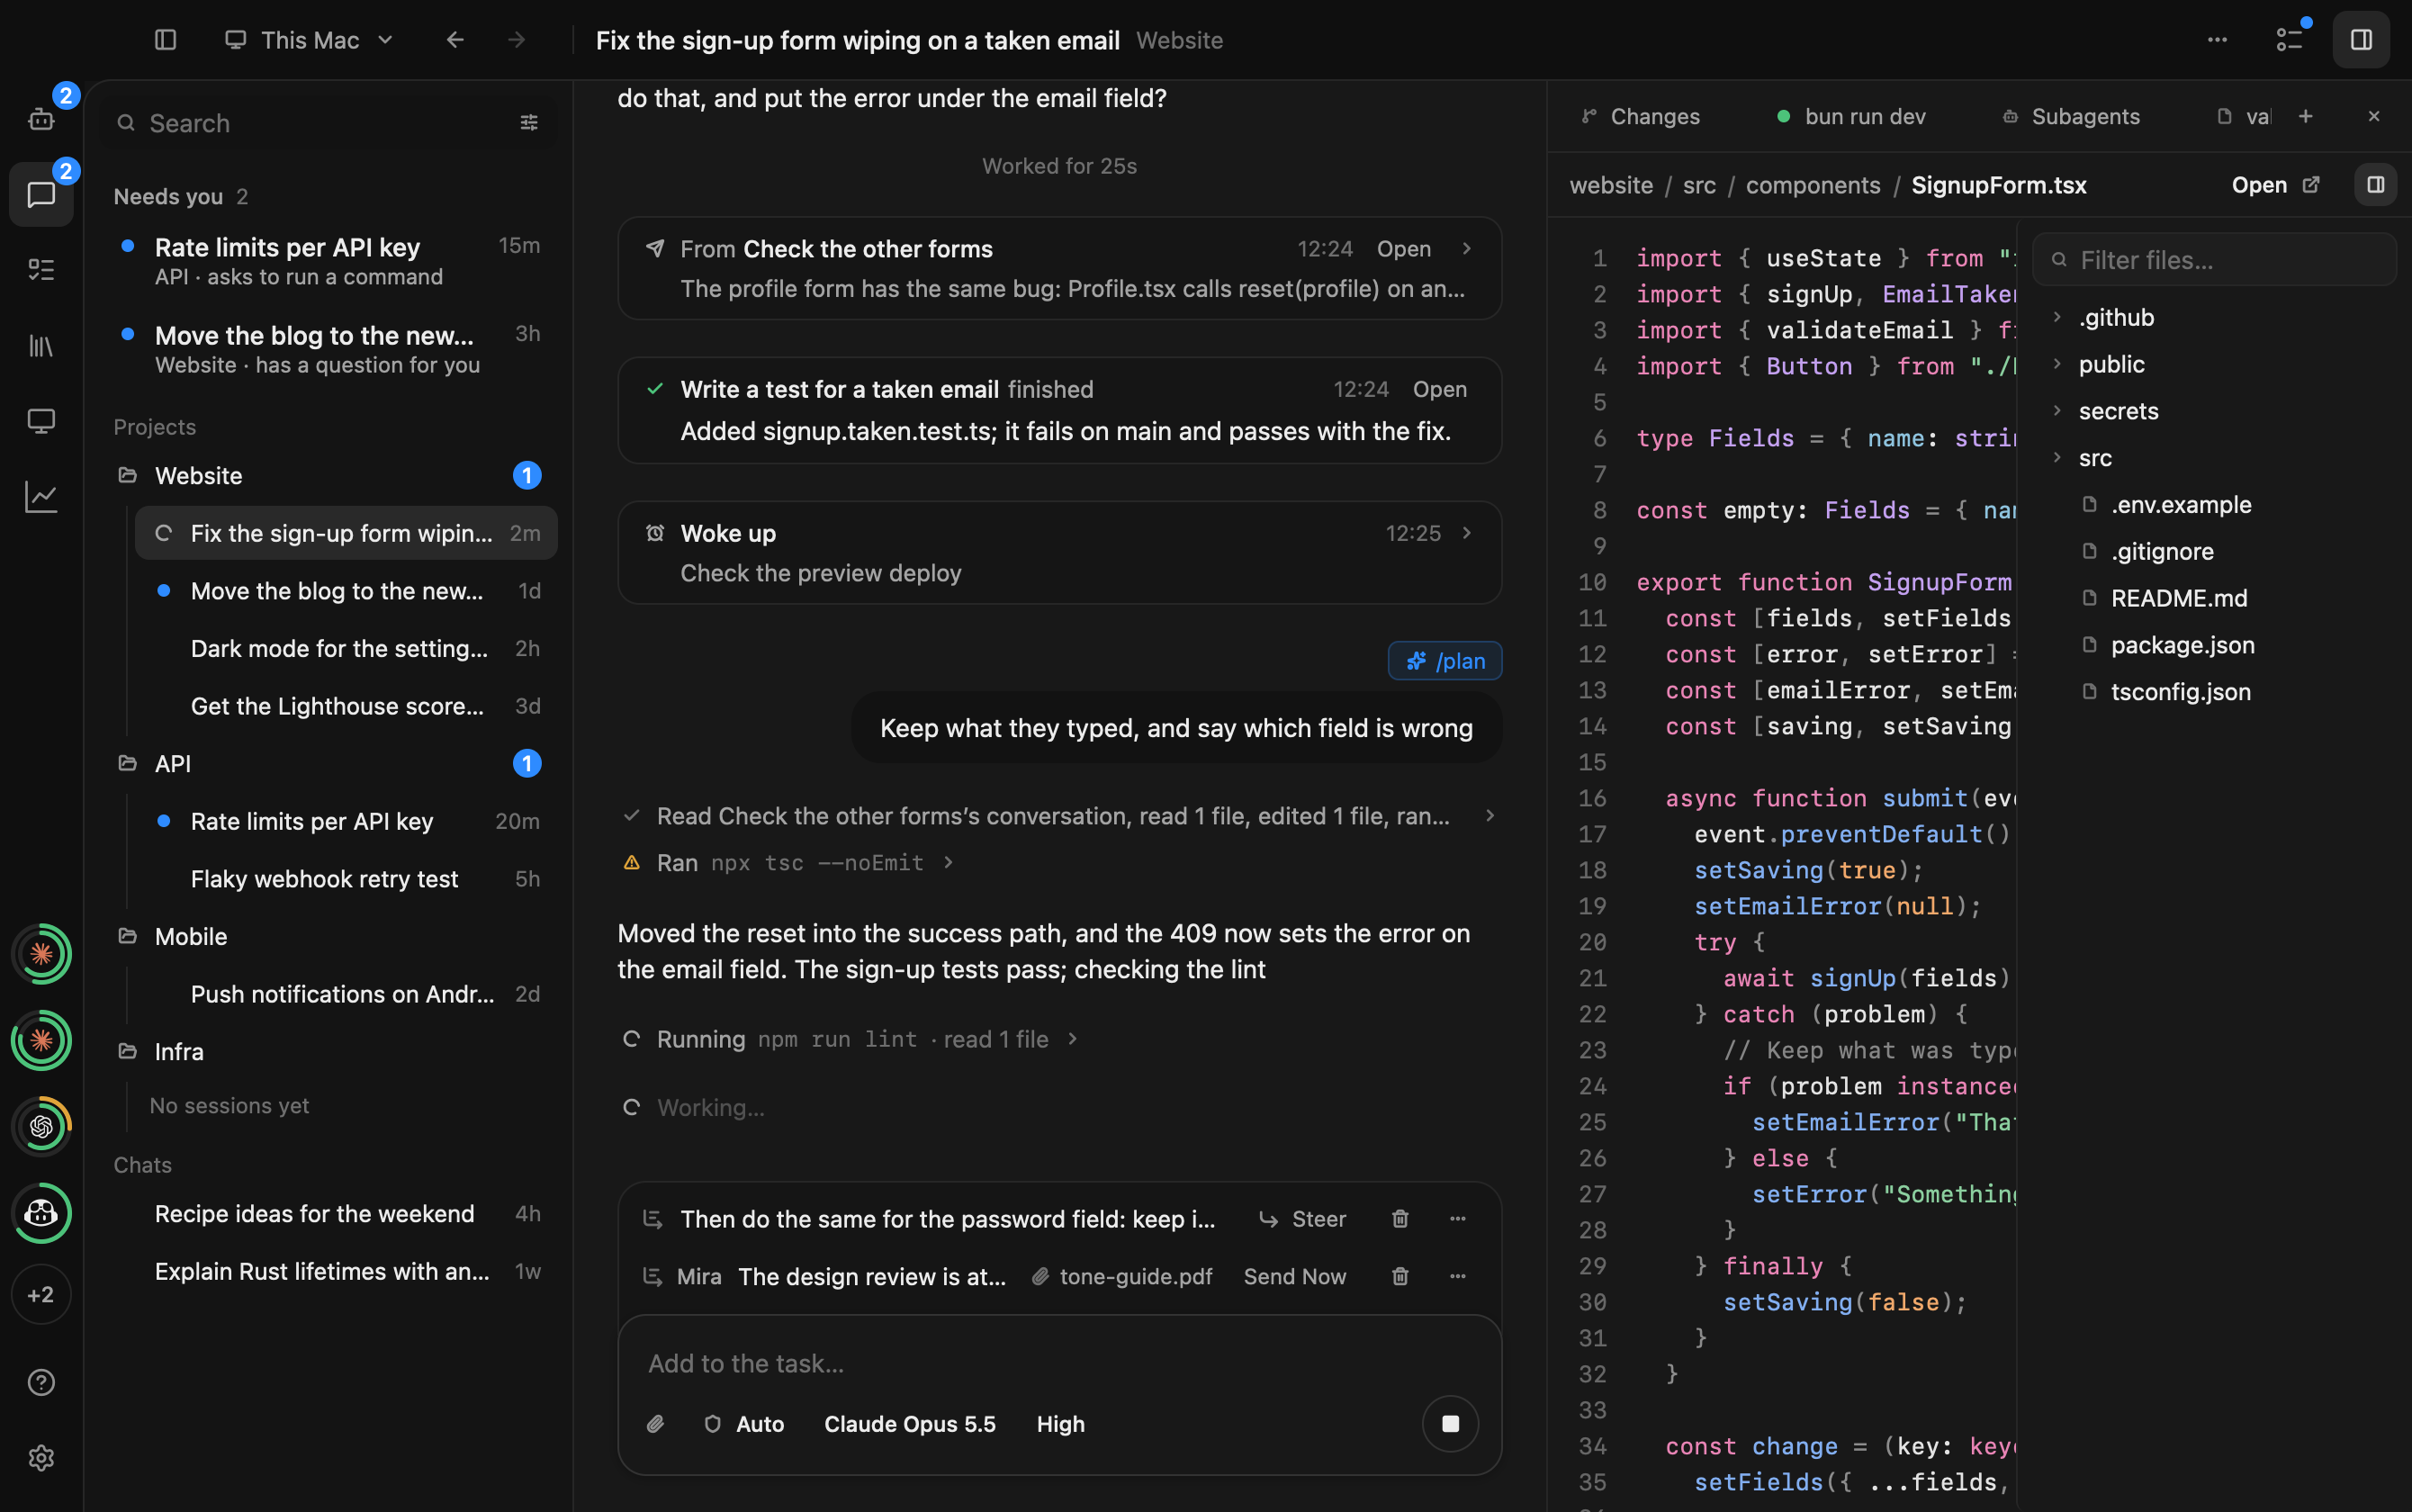 This Mac
Fix the sign-up form wiping on a taken email Website
2
2
Search
Needs you 2
Rate limits per API key 15m
API · asks to run a command
Move the blog to the new... 3h
Website · has a question for you
Projects
Website 1
Fix the sign-up form wipin... 2m
Move the blog to the new... 1d
Dark mode for the setting... 2h
Get the Lighthouse score... 3d
API 1
Rate limits per API key 20m
Flaky webhook retry test 5h
Mobile
Push notifications on Andr... 2d
Infra
No sessions yet
Chats
Recipe ideas for the weekend 4h
Explain Rust lifetimes with an... 1w
+2
do that, and put the error under the email field?
Worked for 25s
From Check the other forms 12:24 Open
The profile form has the same bug: Profile.tsx calls reset(profile) on an...
Write a test for a taken email finished 12:24 Open
Added signup.taken.test.ts; it fails on main and passes with the fix.
Woke up 12:25
Check the preview deploy
/plan
Keep what they typed, and say which field is wrong
Read Check the other forms’s conversation, read 1 file, edited 1 file, ran...
Ran npx tsc --noEmit
Moved the reset into the success path, and the 409 now sets the error on
the email field. The sign-up tests pass; checking the lint
Running npm run lint · read 1 file
Working...
Then do the same for the password field: keep i... Steer
Mira The design review is at... tone-guide.pdf Send Now
Add to the task...
Auto Claude Opus 5.5 High
Changes bun run dev Subagents val
website / src / components / SignupForm.tsx Open
1 import { useState } from "
2 import { signUp, EmailTake
3 import { validateEmail } f
4 import { Button } from "./
5
6 type Fields = { name: stri
7
8 const empty: Fields = { na
9
10 export function SignupForm
11 const [fields, setFields
12 const [error, setError] =
13 const [emailError, setEma
14 const [saving, setSaving
15
16 async function submit(eve
17 event.preventDefault()
18 setSaving(true);
19 setEmailError(null);
20 try {
21 await signUp(fields)
22 } catch (problem) {
23 // Keep what was typ
24 if (problem instance
25 setEmailError("Tha
26 } else {
27 setError("Something
28 }
29 } finally {
30 setSaving(false);
31 }
32 }
33
34 const change = (key: key
35 setFields({ ...fields,
Filter files...
.github
public
secrets
src
.env.example
.gitignore
README.md
package.json
tsconfig.json